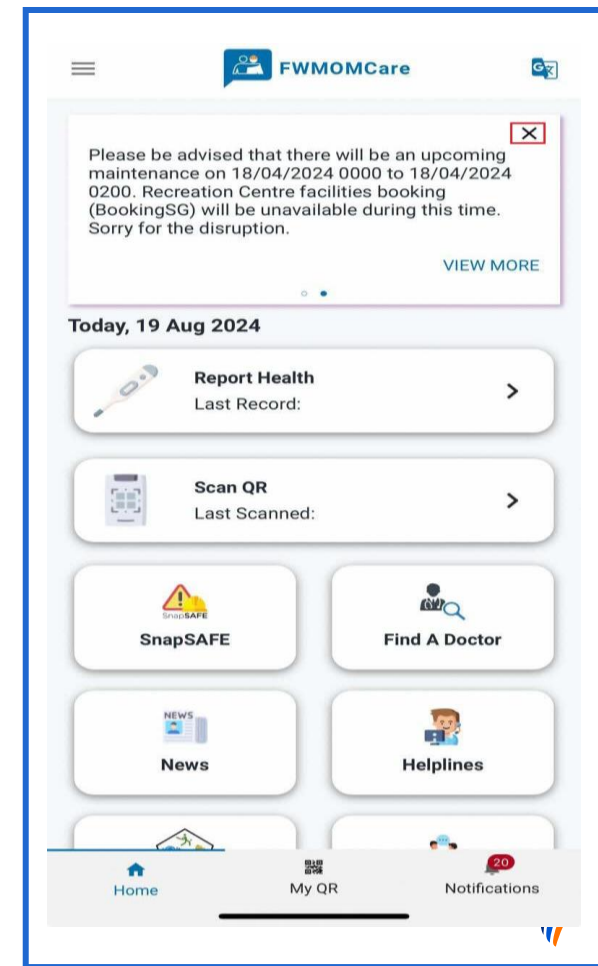 FWMOMCare
Please be advised that there will be an upcoming
maintenance on 18/04/2024 0000 to 18/04/2024
0200. Recreation Centre facilities booking
(BookingSG) will be unavailable during this time.
Sorry for the disruption.
VIEW MORE
Today, 19 Aug 2024
Report Health
Last Record:
Scan QR
Last Scanned:
SnapSAFE
SnapSAFE
Find A Doctor
NEWS
News
Helplines
20
Home
My QR
Notifications